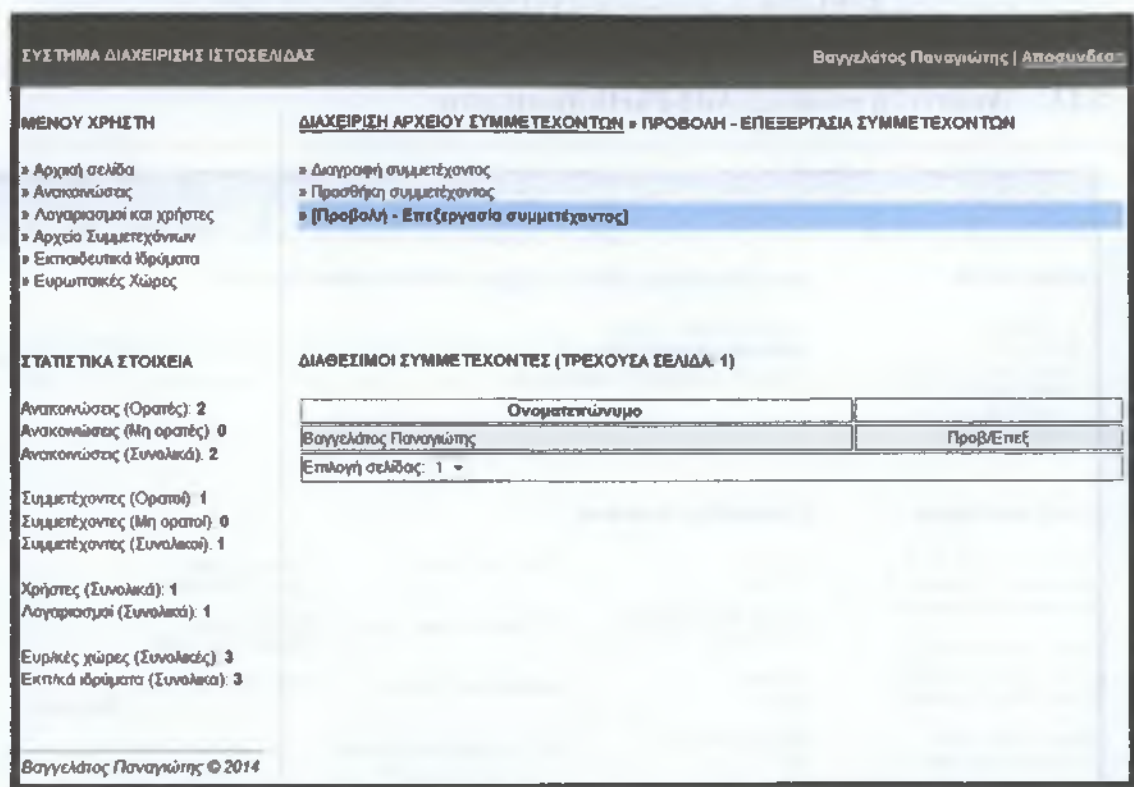 ΣΥΣΤΗΜΑ ΔΙΑΧΕΙΡΙΣΗΣ ΙΣΤΟΣΕΛΙΔΑΣ
Βαγγελάτος Παναγιώτης | Αποσυνδεσ
ΜΕΝΟΥ ΧΡΗΣΤΗ
» Αρχική σελίδα
» Ανακοινώσεις
» Λογαριασμοί και χρήστες
» Αρχείο Συμμετεχόντων
» Εκπαιδευτικά Ιδρύματα
» Ευρωπαικές Χώρες
ΣΤΑΤΙΣΤΙΚΑ ΣΤΟΙΧΕΙΑ
Ανακοινώσεις (Ορατές): 2
Ανακοινώσεις (Μη ορατές): 0
Ανακοινώσεις (Συνολικά): 2
Συμμετέχοντες (Ορατοί): 1
Συμμετέχοντες (Μη ορατοί): 0
Συμμετέχοντες (Συνολικοί): 1
Χρήστες (Συνολικά): 1
Λογαριασμοί (Συνολικά): 1
Ευρ/κές χώρες (Συνολικές): 3
Εκπ/κά ιδρύματα (Συνολικα): 3
Βαγγελάτος Παναγιώτης © 2014
ΔΙΑΧΕΙΡΙΣΗ ΑΡΧΕΙΟΥ ΣΥΜΜΕΤΕΧΟΝΤΩΝ » ΠΡΟΒΟΛΗ - ΕΠΕΞΕΡΓΑΣΙΑ ΣΥΜΜΕΤΕΧΟΝΤΩΝ
» Διαγραφή συμμετέχοντος
» Προσθήκη συμμετέχοντος
» [Προβολή - Επεξεργασία συμμετέχοντος]
ΔΙΑΘΕΣΙΜΟΙ ΣΥΜΜΕΤΕΧΟΝΤΕΣ (ΤΡΕΧΟΥΣΑ ΣΕΛΙΔΑ: 1)
Ονοματεπώνυμο
Βαγγελάτος Παναγιώτης
Προβ/Επεξ
Επιλογή σελίδας: 1